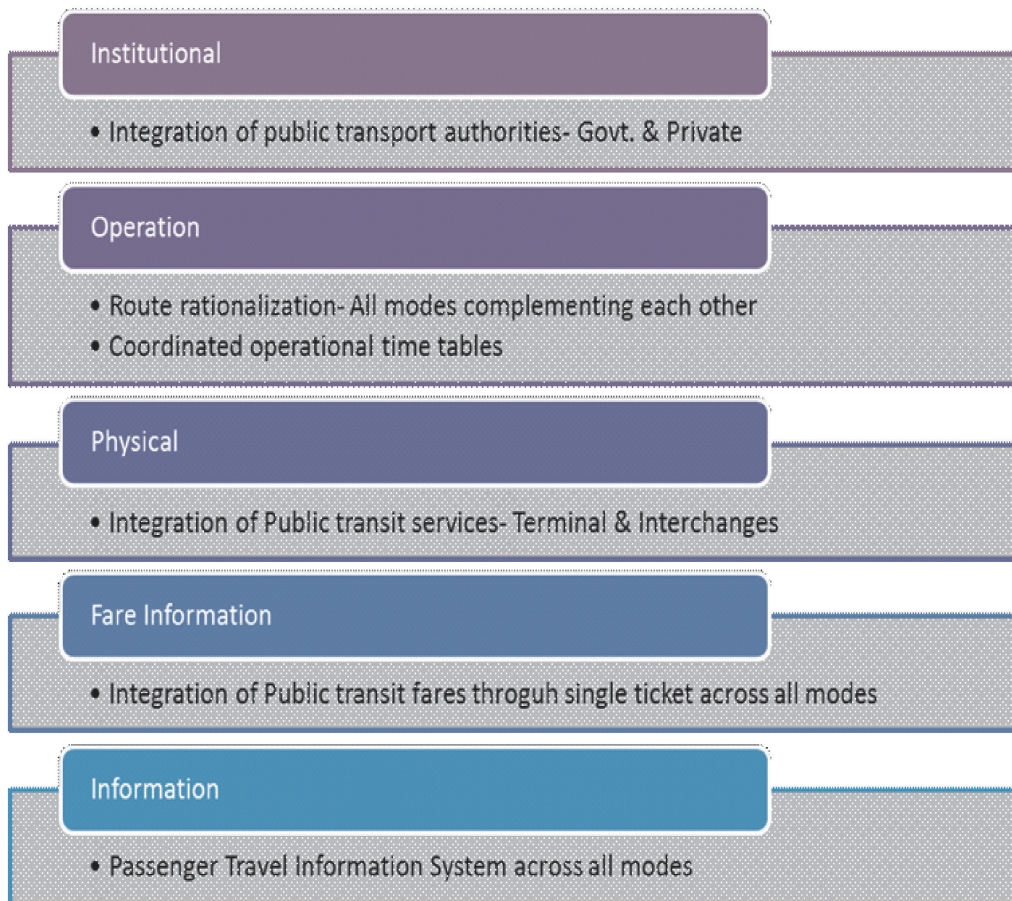 Institutional
• Integration of public transport authorities- Govt. & Private
Operation
• Route rationalization- All modes complementing each other
• Coordinated operational time tables
Physical
• Integration of Public transit services- Terminal & Interchanges
Fare Information
• Integration of Public transit fares throguh single ticket across all modes
Information
• Passenger Travel Information System across all modes